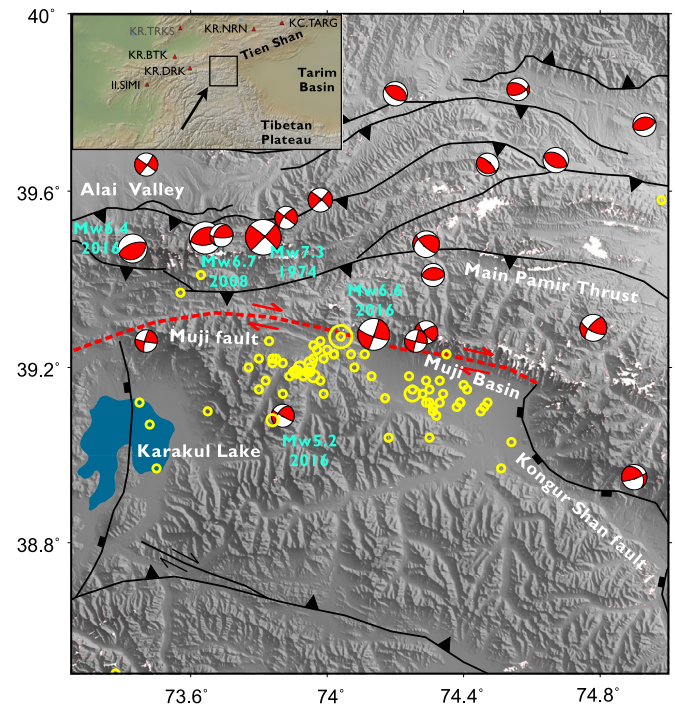 40˚
KC.TARG
KR.TRKS
KR.NRN
Tien Shan
KR.BTK
KR.DRK
II.SIMI
Tarim
Basin
Tibetan
Plateau
39.6˚
Alai Valley
Mw6.4
2016
Mw6.7
2008
Mw7.3
1974
Mw6.6
2016
Main Pamir Thrust
Muji fault
39.2˚
Muji Basin
Karakul Lake
Mw5.2
2016
Kongur Shan fault
38.8˚
73.6˚
74˚
74.4˚
74.8˚